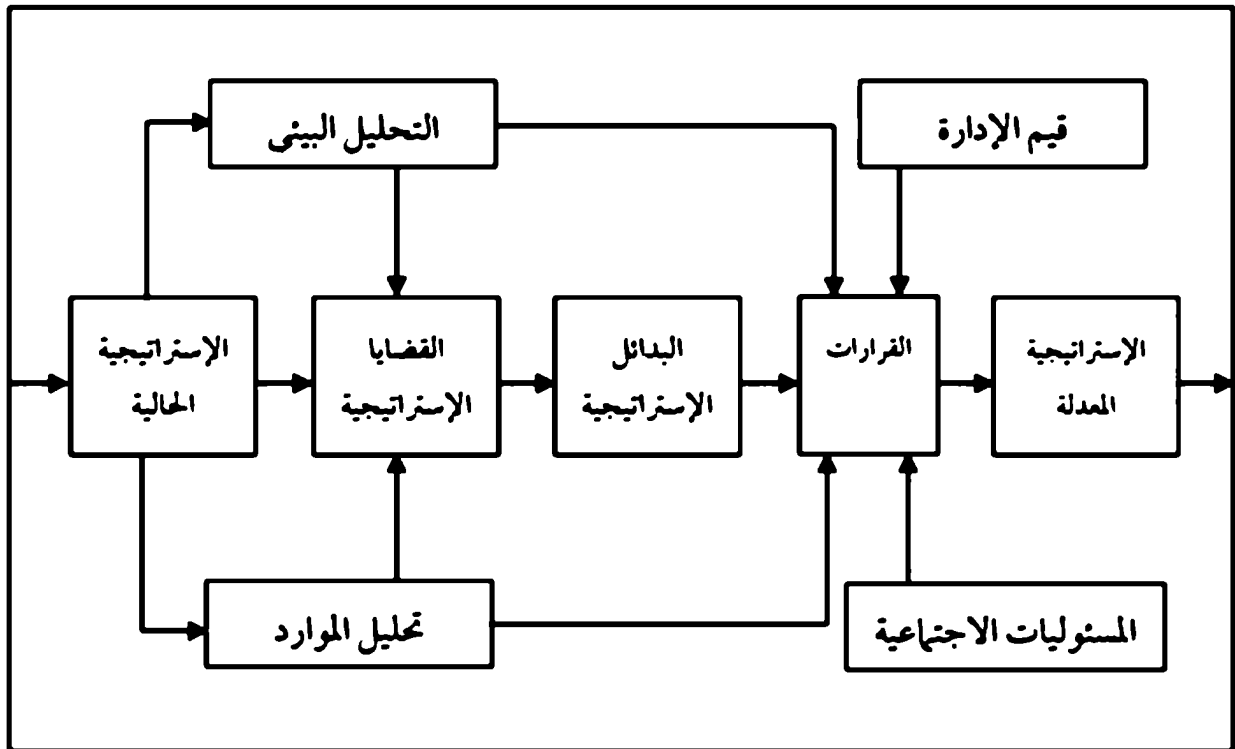 التحليل البيئى
قيم الإدارة
الإستراتيجية
الحالية
القضايا
الإستراتيجية
البدائل
الإستراتيجية
القرارات
الإستراتيجية
المعدلة
تحليل الموارد
المسئوليات الاجتماعية